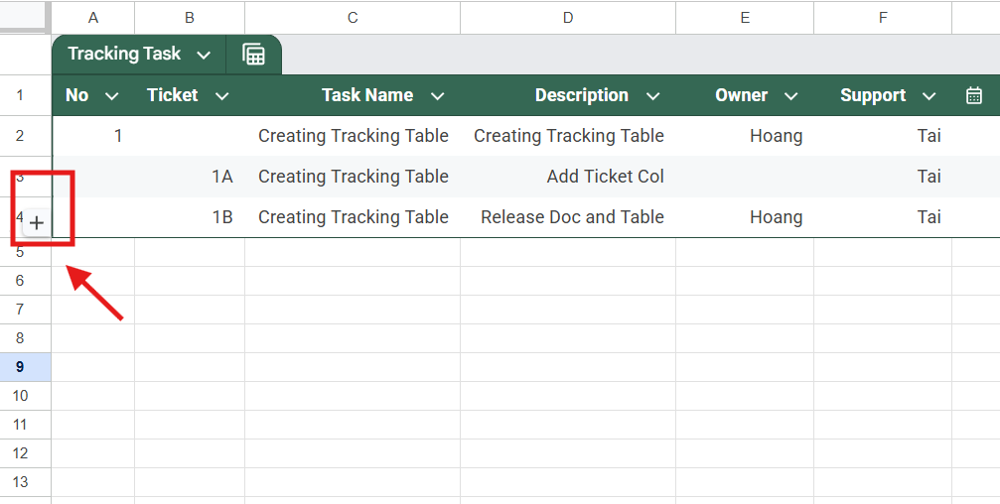 A B C D E F
Tracking Task
1 No Ticket Task Name Description Owner Support
2 1 Creating Tracking Table Creating Tracking Table Hoang Tai
3 1A Creating Tracking Table Add Ticket Col Tai
4 1B Creating Tracking Table Release Doc and Table Hoang Tai
5
6
7
8
9
10
11
12
13